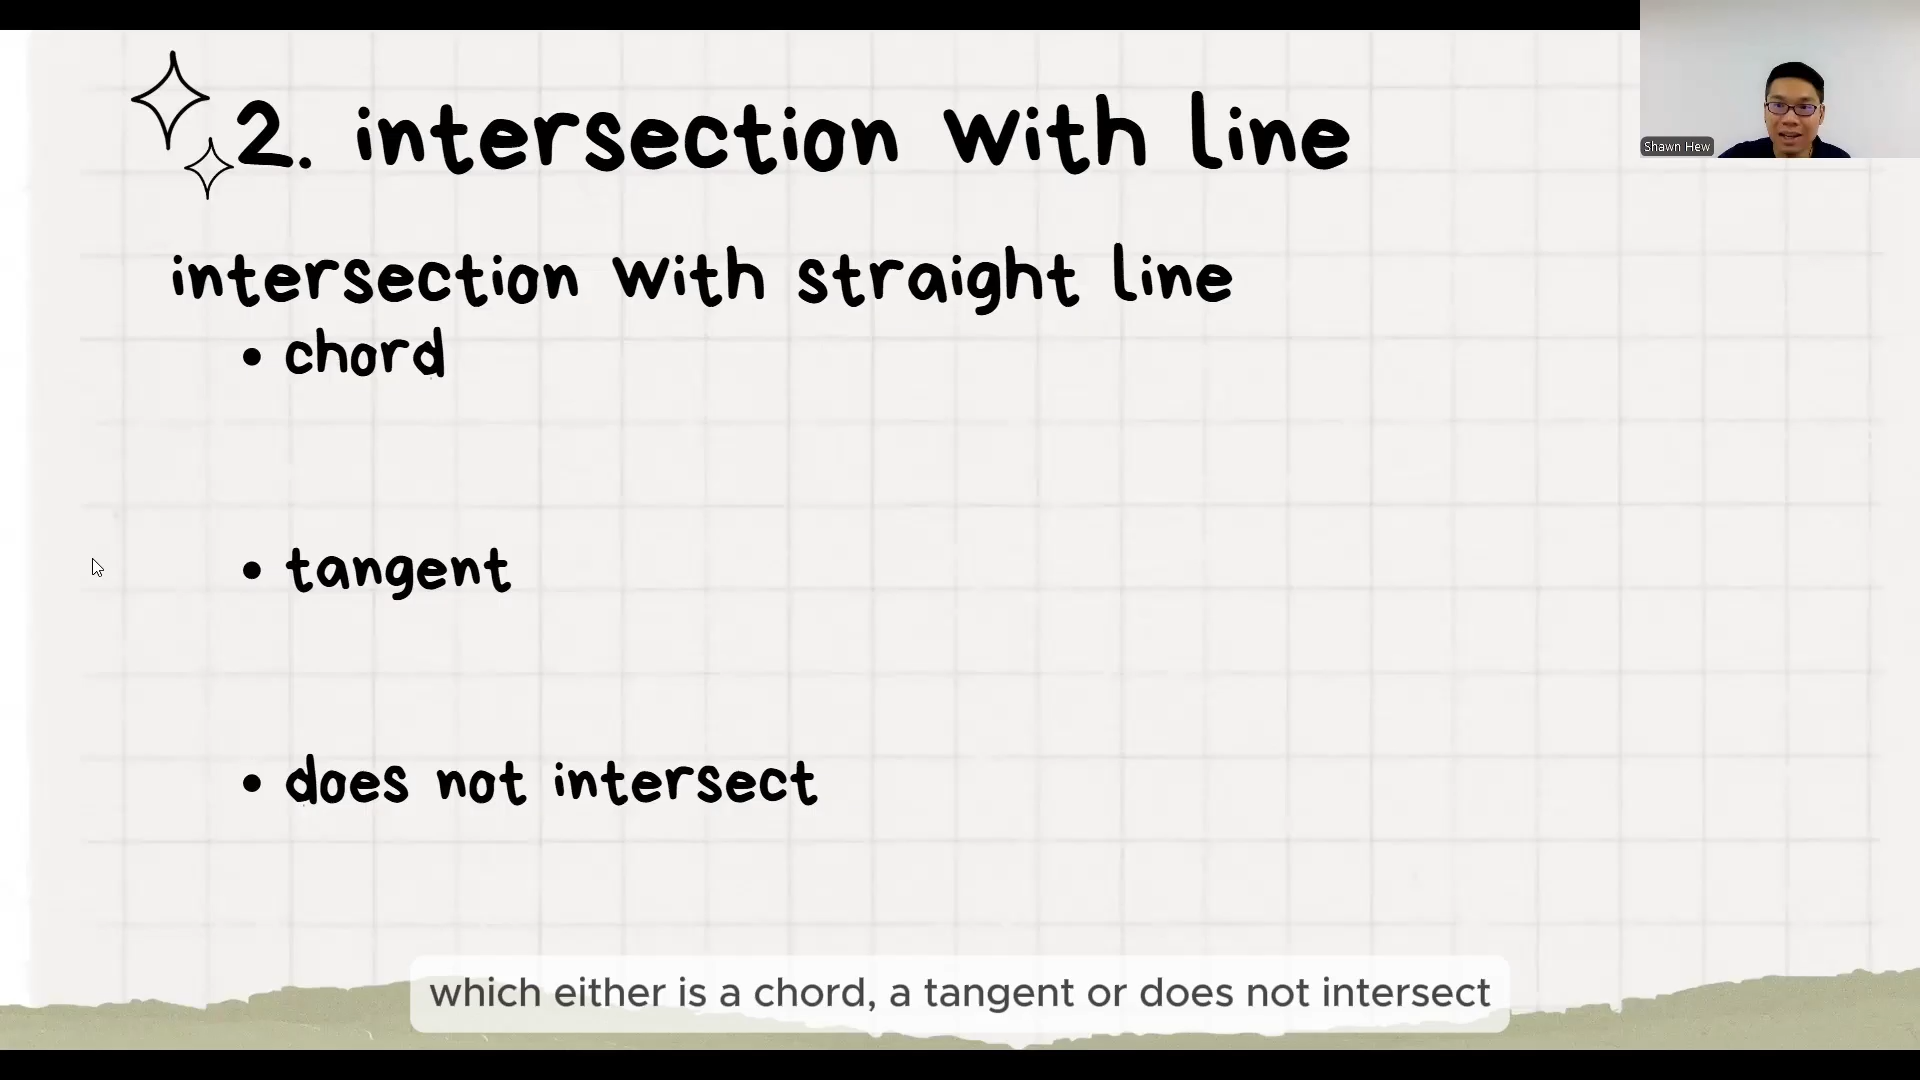 2. intersection with line
Shawn Hew
intersection with straight line
• chord
• tangent
• does not intersect
which either is a chord, a tangent or does not intersect